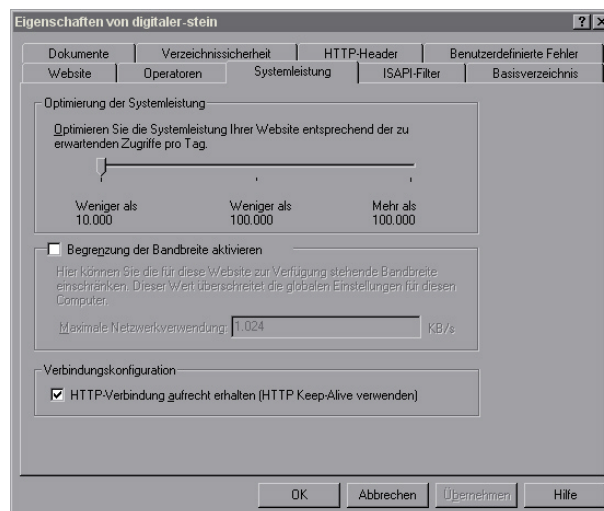 Eigenschaften von digitaler-stein
Dokumente Verzeichnissicherheit HTTP-Header Benutzerdefinierte Fehler
Website Operatoren Systemleistung ISAPI-Filter Basisverzeichnis
Optimierung der Systemleistung
Optimieren Sie die Systemleistung Ihrer Website entsprechend der zu
erwartenden Zugriffe pro Tag.
Weniger als Weniger als Mehr als
10.000 100.000 100.000
Begrenzung der Bandbreite aktivieren
Hier können Sie die für diese Website zur Verfügung stehende Bandbreite
einschränken. Dieser Wert überschreitet die globalen Einstellungen für diesen
Computer.
Maximale Netzwerkverwendung: 1.024 KB/s
Verbindungskonfiguration
HTTP-Verbindung aufrecht erhalten (HTTP Keep-Alive verwenden)
OK Abbrechen Übernehmen Hilfe